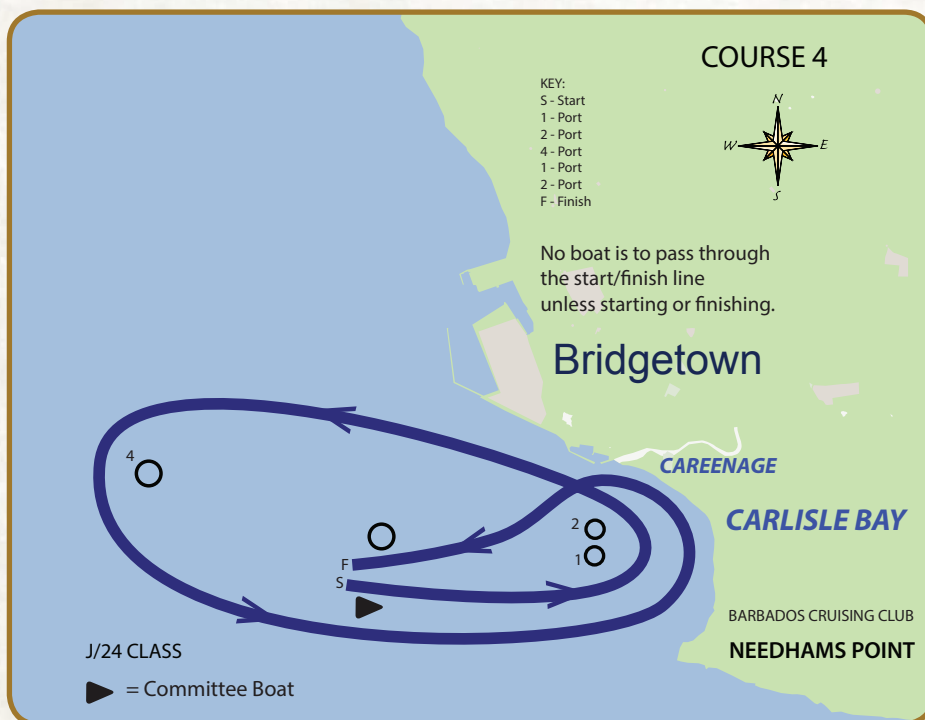 COURSE 4
KEY:
S - Start
1 - Port
2 - Port
4 - Port
1 - Port
2 - Port
F - Finish
N
W
E
S
No boat is to pass through
the start/finish line
unless starting or finishing.
Bridgetown
CAREENAGE
CARLISLE BAY
4
2
1
F
S
BARBADOS CRUISING CLUB
NEEDHAMS POINT
J/24 CLASS
= Committee Boat